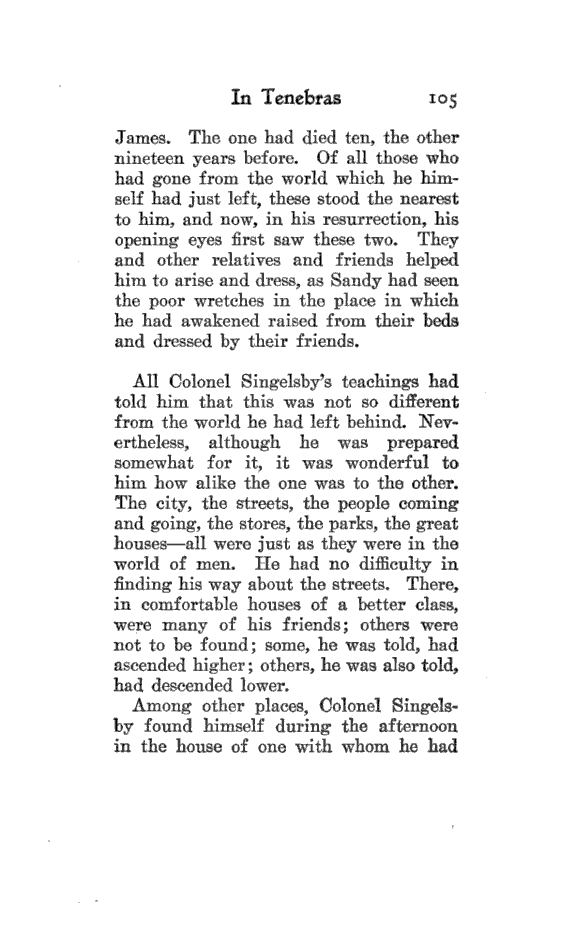 In Tenebras 105
James. The one had died ten, the other
nineteen years before. Of all those who
had gone from the world which he him-
self had just left, these stood the nearest
to him, and now, in his resurrection, his
opening eyes first saw these two. They
and other relatives and friends helped
him to arise and dress, as Sandy had seen
the poor wretches in the place in which
he had awakened raised from their beds
and dressed by their friends.
All Colonel Singelsby's teachings had
told him that this was not so different
from the world he had left behind. Nev-
ertheless, although he was prepared
somewhat for it, it was wonderful to
him how alike the one was to the other.
The city, the streets, the people coming
and going, the stores, the parks, the great
houses—all were just as they were in the
world of men. He had no difficulty in
finding his way about the streets. There,
in comfortable houses of a better class,
were many of his friends; others were
not to be found; some, he was told, had
ascended higher; others, he was also told,
had descended lower.
Among other places, Colonel Singels-
by found himself during the afternoon
in the house of one with whom he had